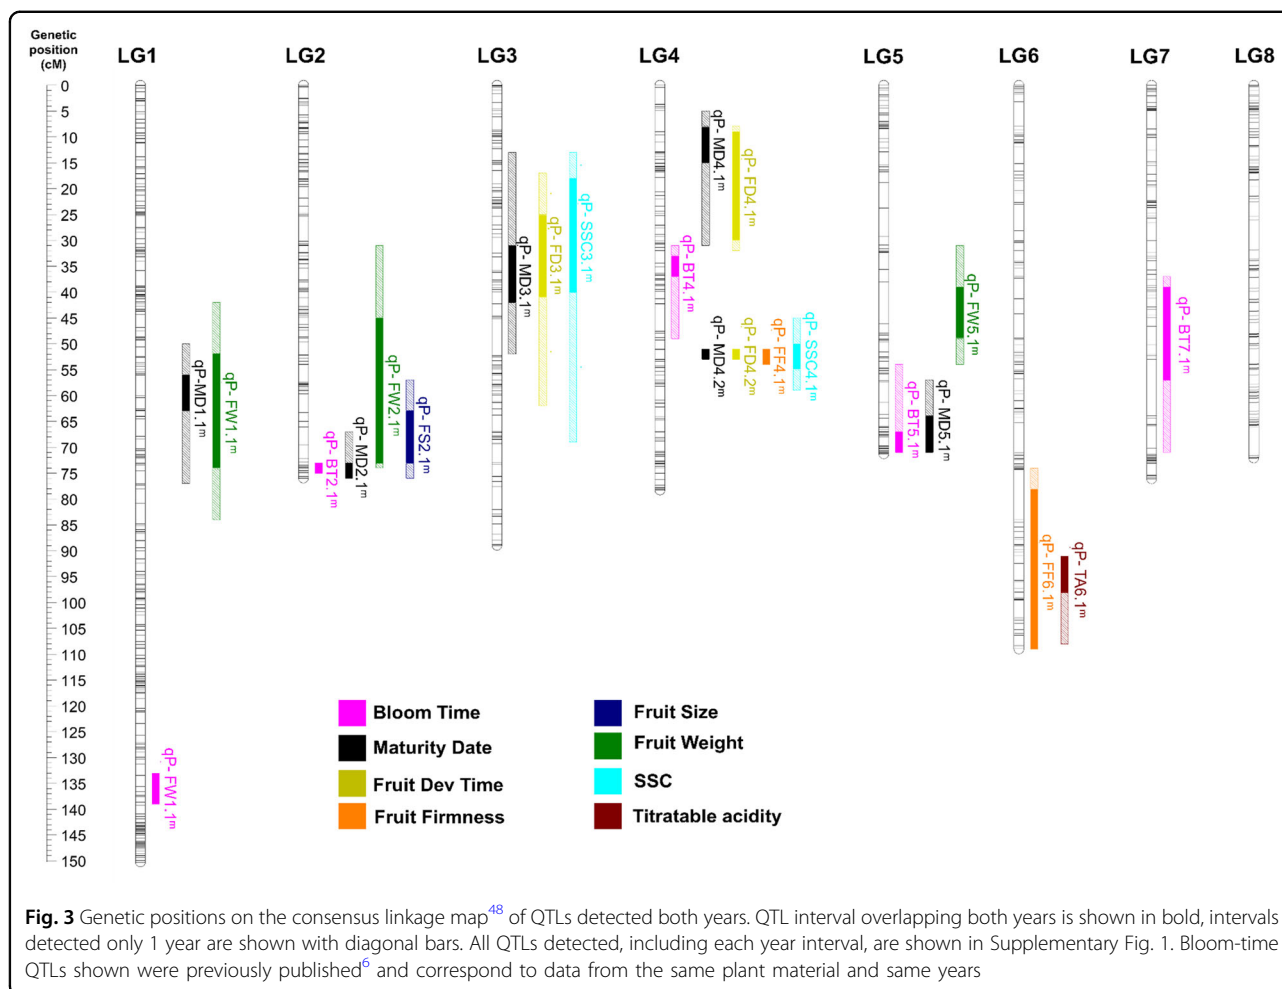 Genetic
position
(cM)
LG1
LG2
LG3
LG4
LG5
LG6
LG7
LG8
0
5
10
15
20
25
30
35
40
45
50
55
60
65
70
75
80
85
90
95
100
105
110
115
120
125
130
135
140
145
150
qP-MD1.1m
qP- FW1.1m
qP- FW1.1m
qP- BT2.1m
qP- MD2.1m
qP- FW2.1m
qP- FS2.1m
qP- MD3.1m
qP- FD3.1m
qP- SSC3.1m
qP- BT4.1m
qP- MD4.1m
qP- FD4.1m
qP- MD4.2m
qP- FD4.2m
qP- FF4.1m
qP- SSC4.1m
qP- BT5.1m
qP- MD5.1m
qP- FW5.1m
qP- FF6.1m
qP- TA6.1m
qP- BT7.1m
Bloom Time
Maturity Date
Fruit Dev Time
Fruit Firmness
Fruit Size
Fruit Weight
SSC
Titratable acidity
Fig. 3 Genetic positions on the consensus linkage map48 of QTLs detected both years. QTL interval overlapping both years is shown in bold, intervals
detected only 1 year are shown with diagonal bars. All QTLs detected, including each year interval, are shown in Supplementary Fig. 1. Bloom-time
QTLs shown were previously published6 and correspond to data from the same plant material and same years